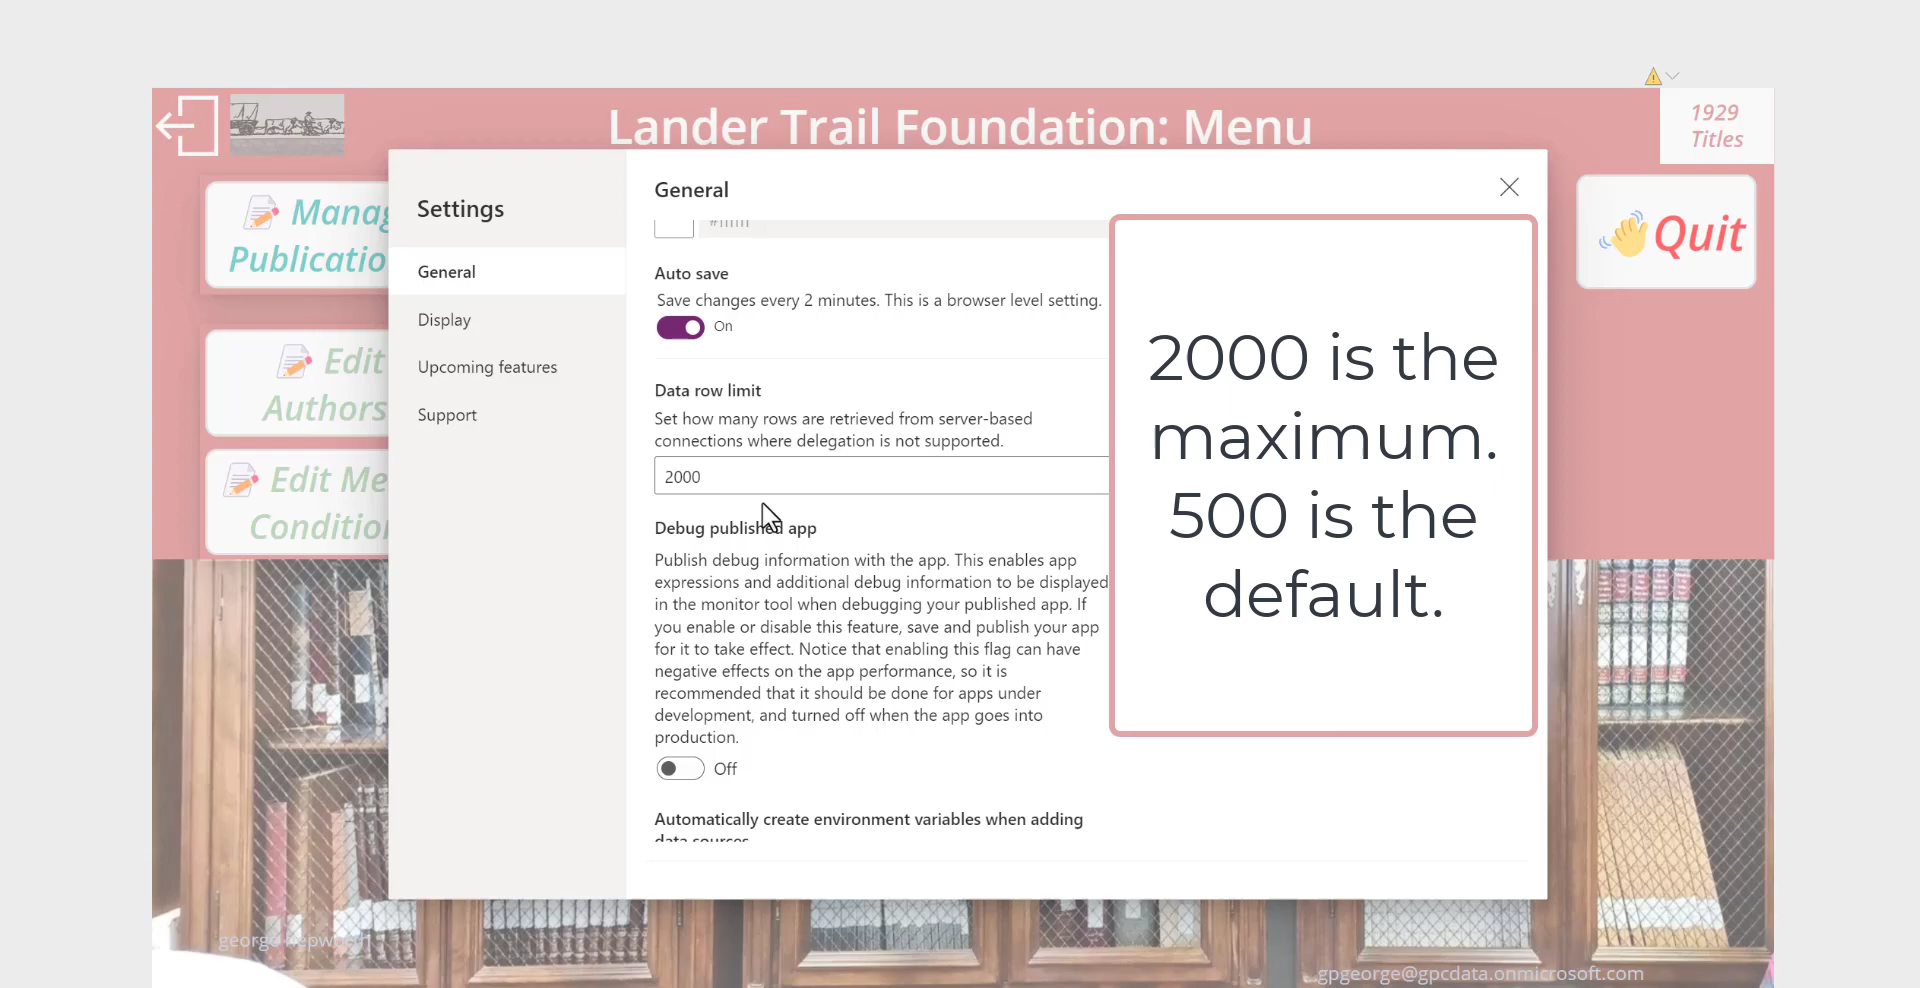 Lander Trail Foundation: Menu
1929
Titles
Manag
Publicatio
Edit
Authors
Edit Me
Condition
Quit
Settings
General
Display
Upcoming features
Support
General
Auto save
Save changes every 2 minutes. This is a browser level setting.
On
Data row limit
Set how many rows are retrieved from server-based
connections where delegation is not supported.
2000
Debug published app
Publish debug information with the app. This enables app
expressions and additional debug information to be displayed
in the monitor tool when debugging your published app. If
you enable or disable this feature, save and publish your app
for it to take effect. Notice that enabling this flag can have
negative effects on the app performance, so it is
recommended that it should be done for apps under
development, and turned off when the app goes into
production.
Off
Automatically create environment variables when adding
data sources
2000 is the
maximum.
500 is the
default.
george
gpgeorge@gpcdata.onmicrosoft.com